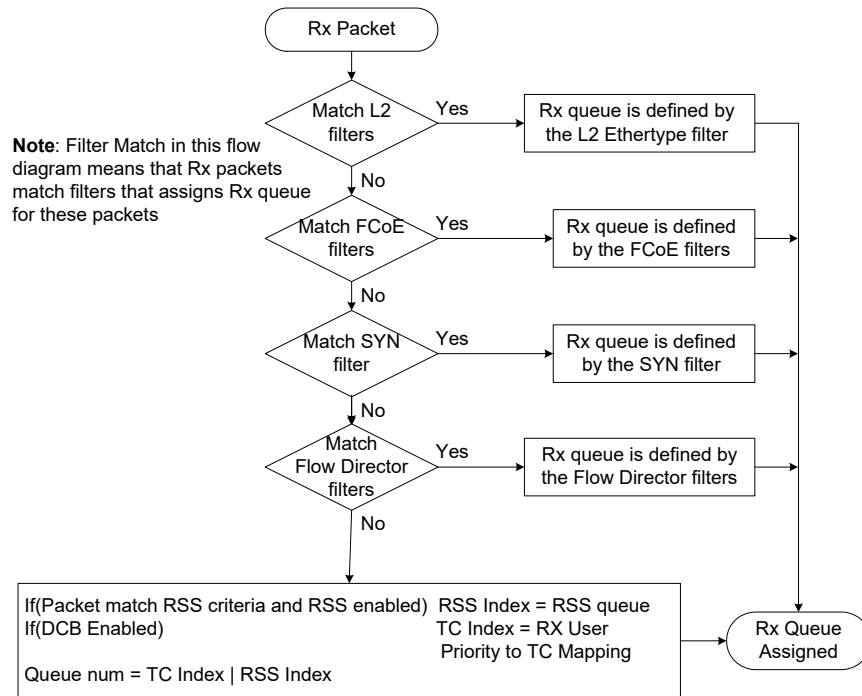 Rx Packet
Match L2
filters
Yes
Rx queue is defined by
the L2 Ethertype filter
Note: Filter Match in this flow
diagram means that Rx packets
match filters that assigns Rx queue
for these packets
No
Match FCoE
filters
Yes
Rx queue is defined
by the FCoE filters
No
Match SYN
filter
Yes
Rx queue is defined
by the SYN filter
No
Match
Flow Director
filters
Yes
Rx queue is defined by
the Flow Director filters
No
If(Packet match RSS criteria and RSS enabled) RSS Index = RSS queue
If(DCB Enabled) TC Index = RX User
Priority to TC Mapping
Queue num = TC Index | RSS Index
Rx Queue
Assigned